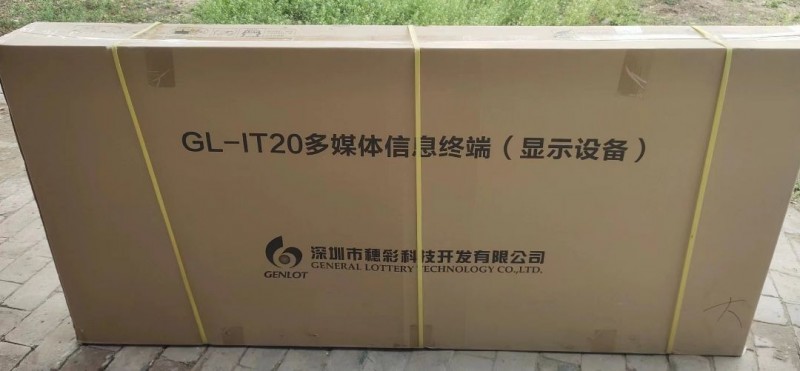 GL-IT20多媒体信息终端（显示设备）
深圳市穗彩科技开发有限公司
GENERAL LOTTERY TECHNOLOGY CO.,LTD.
GENLOT
大